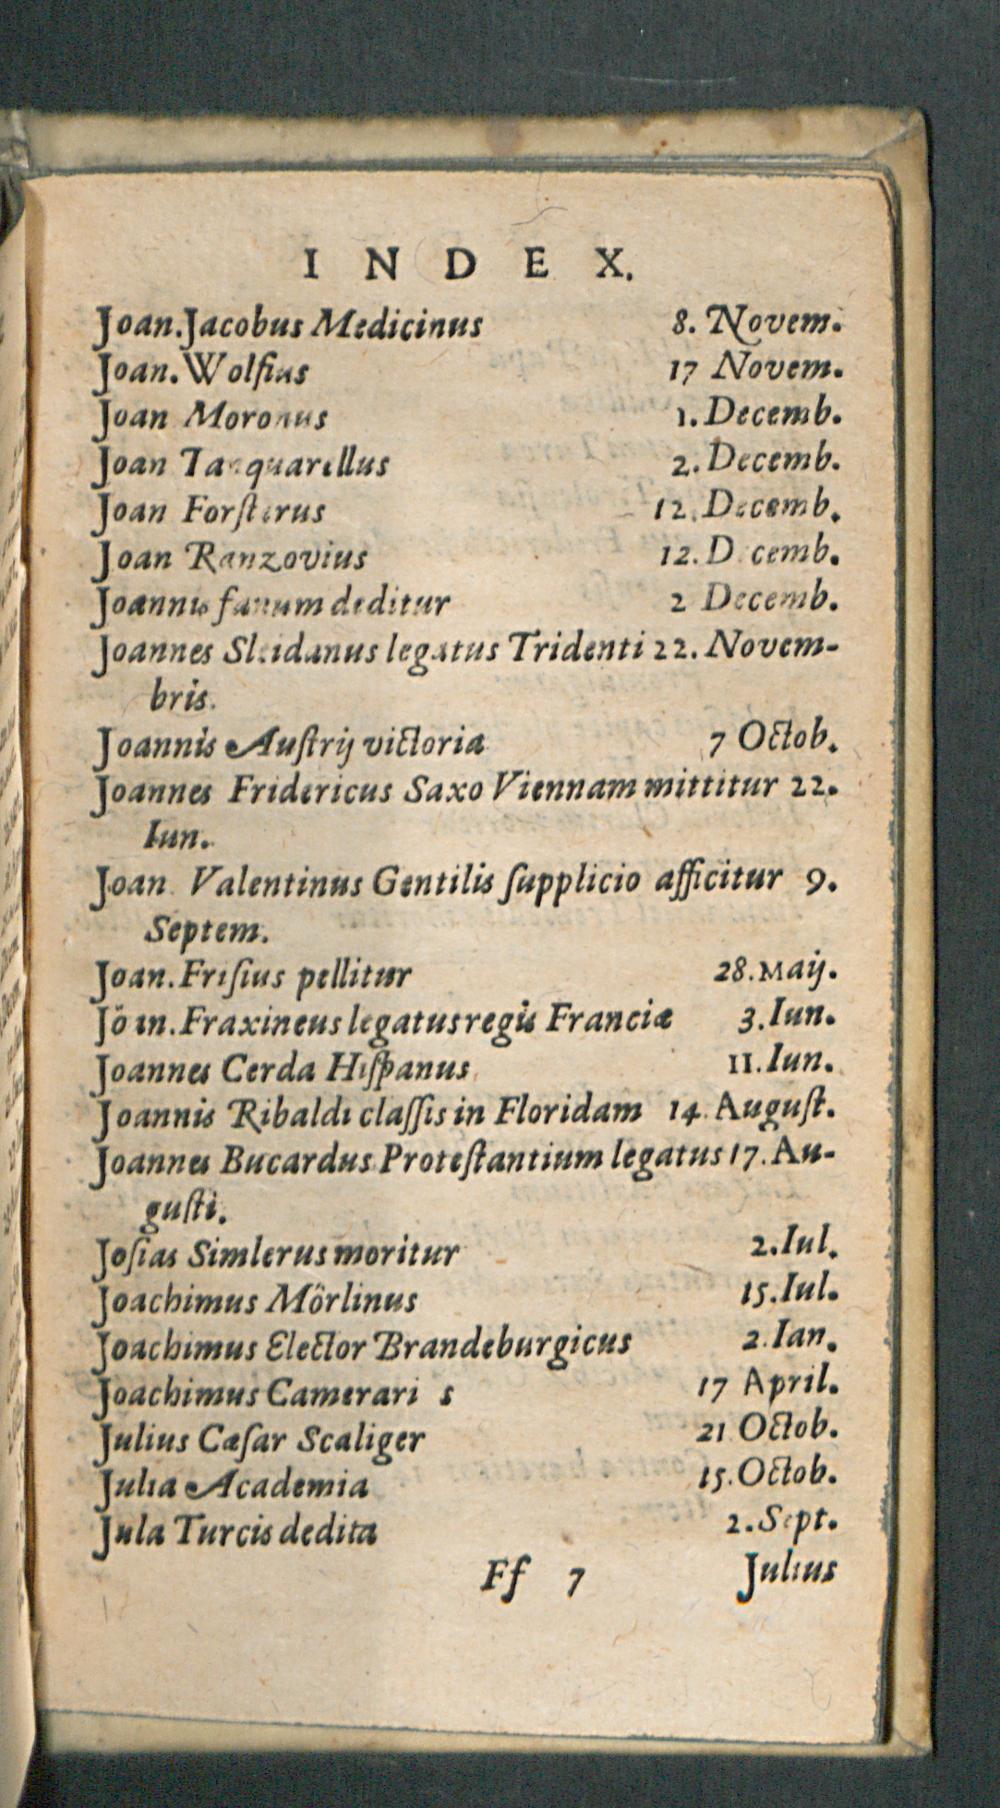 INDEX.
Joan.Jacobus Medicinus 8. Novem.
Joan. Wolfius 17 Novem.
Joan Moronus 1. Decemb.
Joan Tanquarellus 2. Decemb.
Joan Forſterus 12. Decemb.
Joan Ranzovius 12. D cemb.
Joannis fanum deditur 2 Decemb.
Joannes Sleidanus legatus Tridenti 22. Novem-
bris.
Joannis Auſtrij victoria 7 Octob.
Joannes Fridericus Saxo Viennam mittitur 22.
Iun.
Joan Valentinus Gentilis ſupplicio afficitur 9.
Septem.
Joan. Friſius pellitur 28. Maij.
Joan. Fraxineus legatus regis Franciæ 3. Iun.
Joannes Cerda Hiſpanus 11. Iun.
Joannis Ribaldi claſſis in Floridam 14. Auguſt.
Joannes Bucardus Proteſtantium legatus 17. Au-
guſti.
Joſias Simlerus moritur 2. Iul.
Joachimus Mörlinus 15. Iul.
Joachimus Elector Brandeburgicus 2. Ian.
Joachimus Camerari s 17 April.
Julius Cæſar Scaliger 21 Octob.
Julia Academia 15. Octob.
Jula Turcis dedita 2. Sept.
Ff 7 Julius